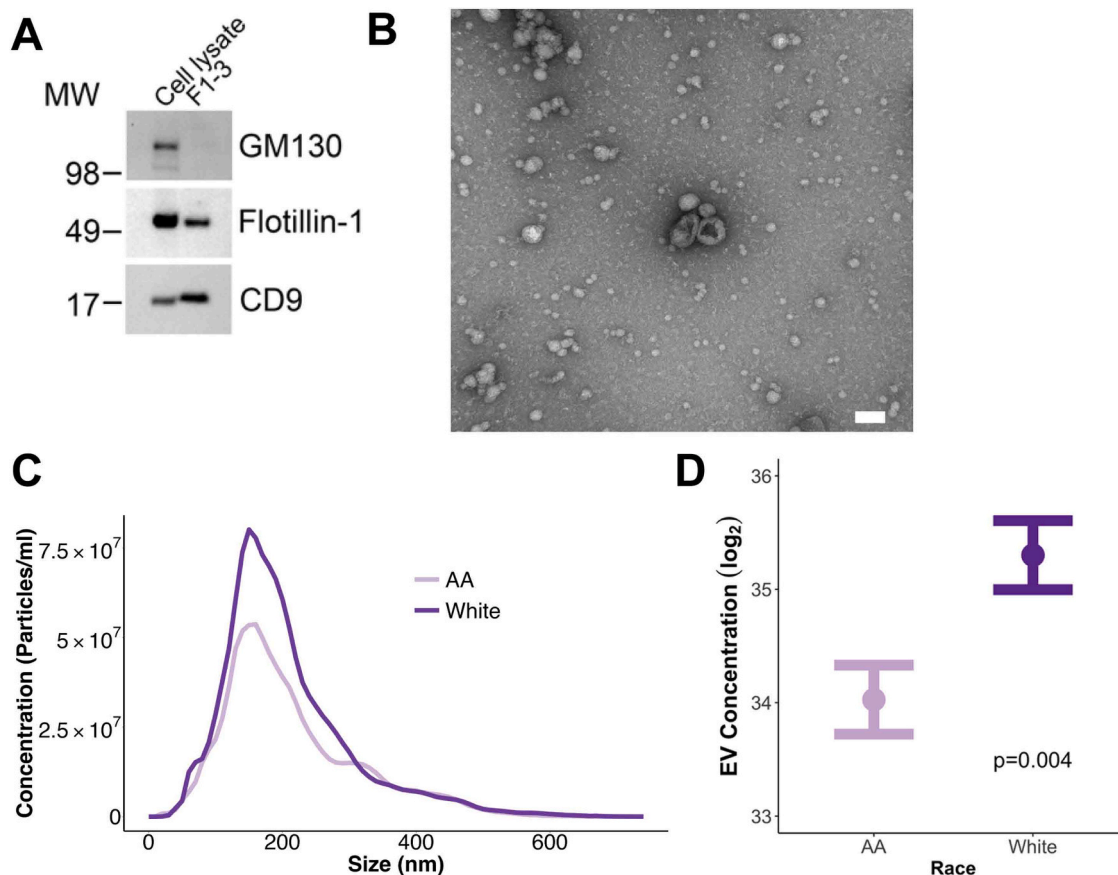 A
MW
Cell lysate
F1-3
GM130
98
Flotillin-1
49
17
CD9
B
C
Concentration (Particles/ml)
7.5 × 10⁷
5 × 10⁷
2.5 × 10⁷
0
AA
White
0 200 400 600
Size (nm)
D
EV Concentration (log₂)
36
35
34
33
p=0.004
AA White
Race